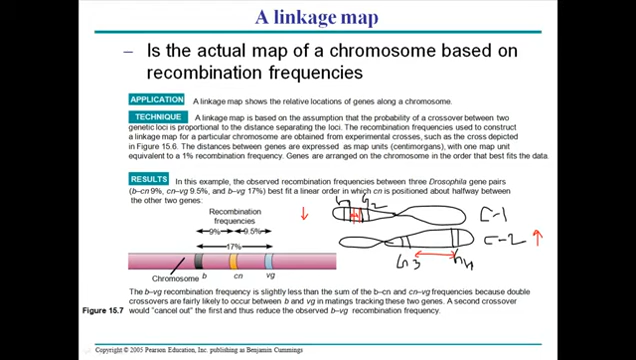 A linkage map
– Is the actual map of a chromosome based on
recombination frequencies
APPLICATION A linkage map shows the relative locations of genes along a chromosome.
TECHNIQUE A linkage map is based on the assumption that the probability of a crossover between two
genetic loci is proportional to the distance separating the loci. The recombination frequencies used to construct
a linkage map for a particular chromosome are obtained from experimental crosses, such as the cross depicted
in Figure 15.6. The distances between genes are expressed as map units (centimorgans), with one map unit
equivalent to a 1% recombination frequency. Genes are arranged on the chromosome in the order that best fits the data.
RESULTS In this example, the observed recombination frequencies between three Drosophila gene pairs
(b–cn 9%, cn–vg 9.5%, and b–vg 17%) best fit a linear order in which cn is positioned about halfway between
the other two genes.
Recombination
frequencies
9% 9.5%
17%
Chromosome b cn vg
C-1
C-2
The b–vg recombination frequency is slightly less than the sum of the b–cn and cn–vg frequencies because double
crossovers are fairly likely to occur between b and vg in matings tracking these two genes. A second crossover
Figure 15.7 would "cancel out" the first and thus reduce the observed b–vg recombination frequency.
Copyright © 2005 Pearson Education, Inc. publishing as Benjamin Cummings